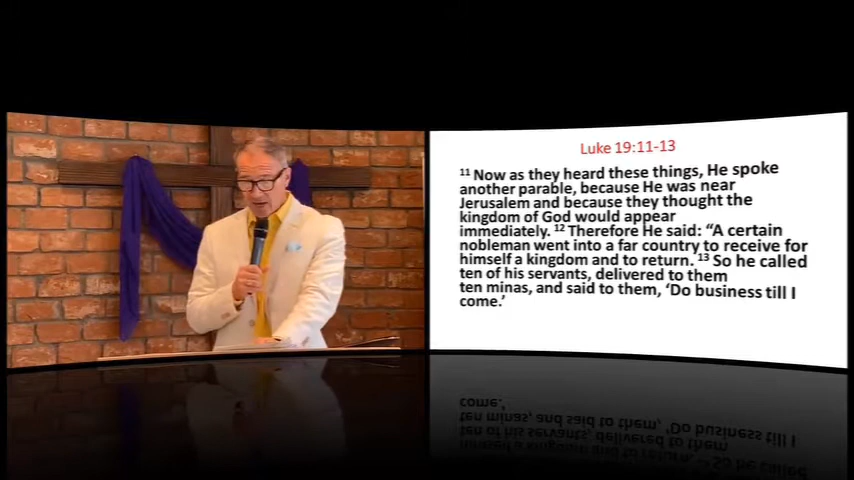 Luke 19:11-13
11 Now as they heard these things, He spoke
another parable, because He was near
Jerusalem and because they thought the
kingdom of God would appear
immediately. 12 Therefore He said: “A certain
nobleman went into a far country to receive for
himself a kingdom and to return. 13 So he called
ten of his servants, delivered to them
ten minas, and said to them, ‘Do business till I
come.’